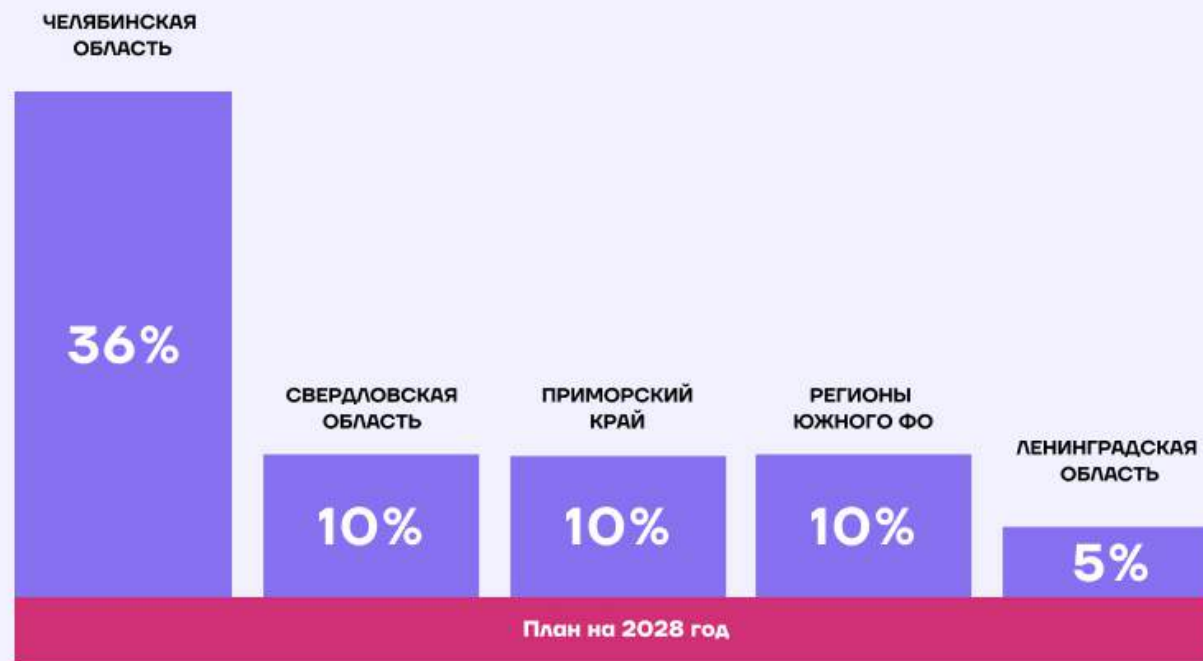 ЧЕЛЯБИНСКАЯ
ОБЛАСТЬ
36%
СВЕРДЛОВСКАЯ
ОБЛАСТЬ
10%
ПРИМОРСКИЙ
КРАЙ
10%
РЕГИОНЫ
ЮЖНОГО ФО
10%
ЛЕНИНГРАДСКАЯ
ОБЛАСТЬ
5%
План на 2028 год